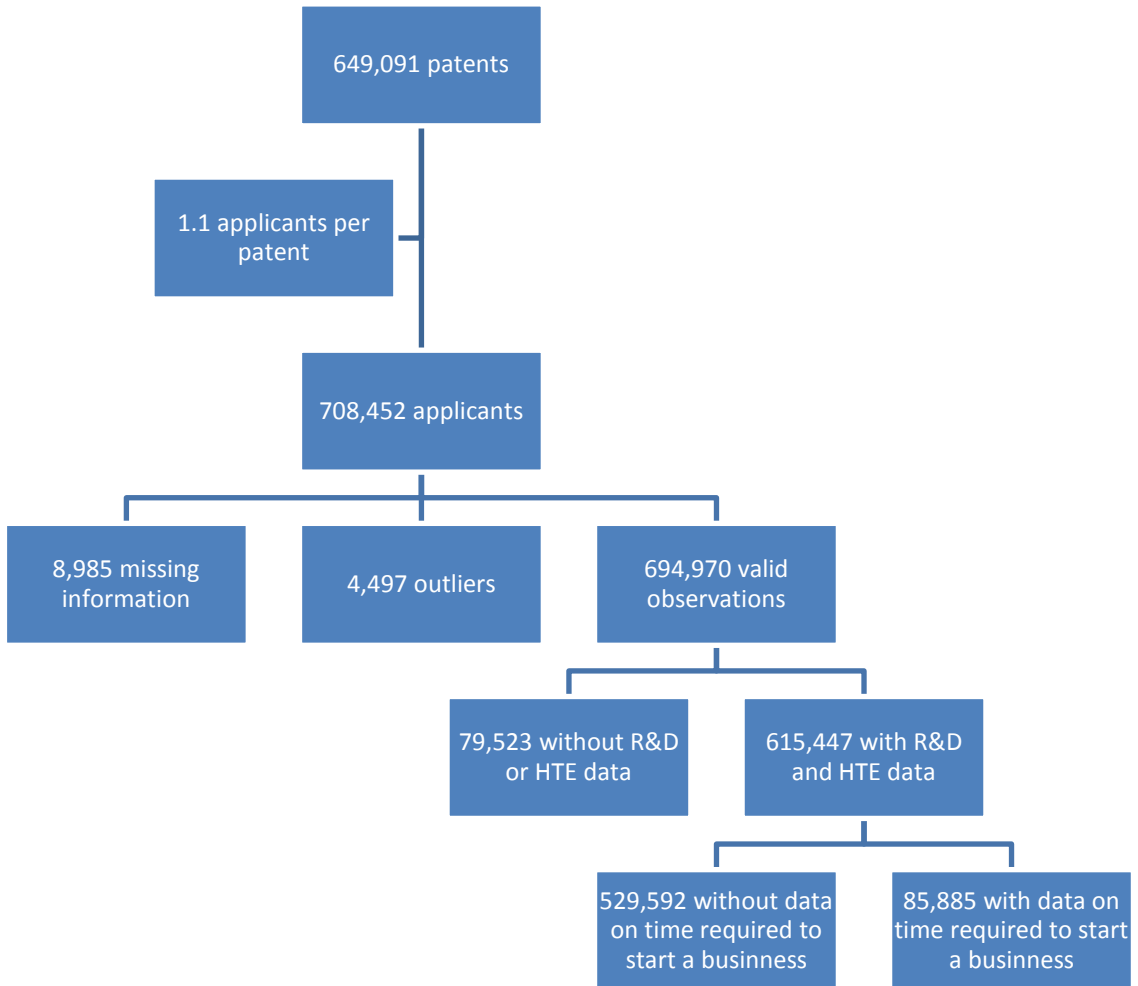 649,091 patents
1.1 applicants per
patent
708,452 applicants
8,985 missing
information
4,497 outliers
694,970 valid
observations
79,523 without R&D
or HTE data
615,447 with R&D
and HTE data
529,592 without data
on time required to
start a businness
85,885 with data on
time required to start
a businness